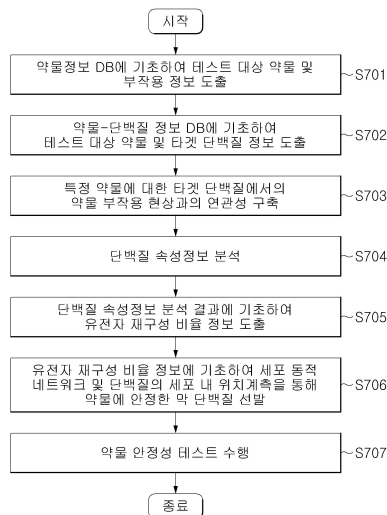 시작
약물정보 DB에 기초하여 테스트 대상 약물 및
부작용 정보 도출
S701
약물-단백질 정보 DB에 기초하여
테스트 대상 약물 및 타겟 단백질 정보 도출
S702
특정 약물에 대한 타겟 단백질에서의
약물 부작용 현상과의 연관성 구축
S703
단백질 속성정보 분석
S704
단백질 속성정보 분석 결과에 기초하여
유전자 재구성 비율 정보 도출
S705
유전자 재구성 비율 정보에 기초하여 세포 동적
네트워크 및 단백질의 세포 내 위치계측을 통해
약물에 안정한 막 단백질 선발
S706
약물 안정성 테스트 수행
S707
종료